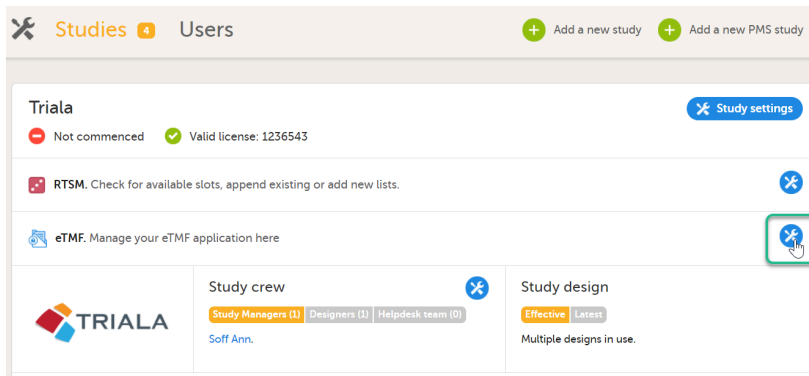 Studies 4 Users Add a new study Add a new PMS study
Triala Study settings
Not commenced Valid license: 1236543
RTSM. Check for available slots, append existing or add new lists.
eTMF. Manage your eTMF application here
TRIALA
Study crew
Study Managers (1) Designers (1) Helpdesk team (0)
Soff Ann.
Study design
Effective Latest
Multiple designs in use.